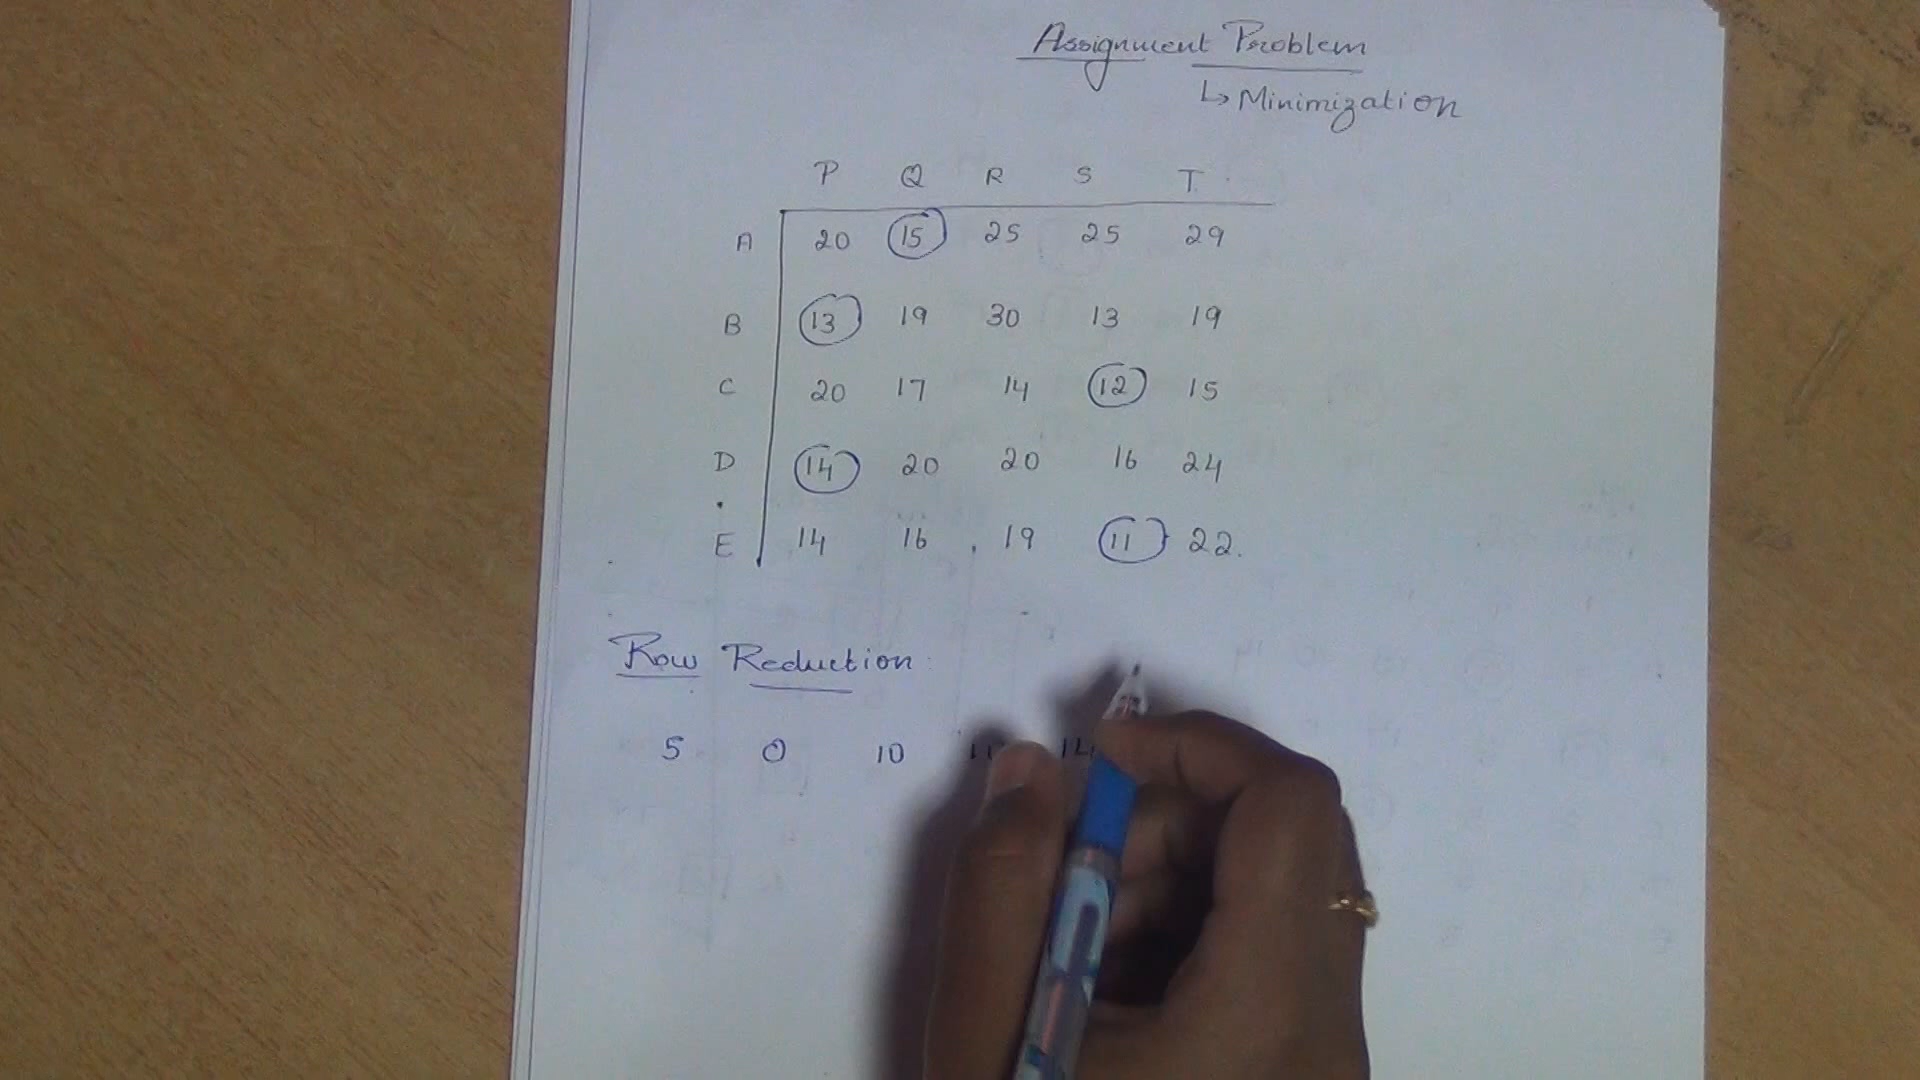 Assignment Problem
↳ Minimization
P Q R S T
A 20 15 25 25 29
B 13 19 30 13 19
C 20 17 14 12 15
D 14 20 20 16 24
E 14 16 19 11 22
Row Reduction:
5 0 10 14